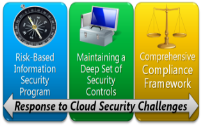 Risk-Based
Information
Security
Program
Maintaining a
Deep Set of
Security
Controls
Comprehensive
Compliance
Framework
Response to Cloud Security Challenges